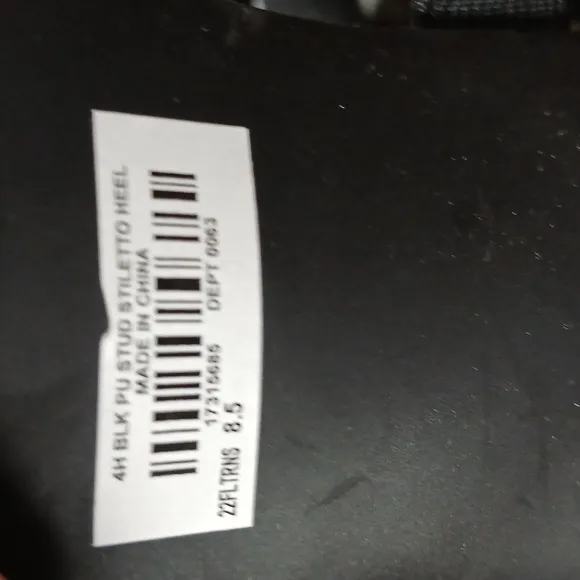 4H BLK PU STUD STILETTO HEEL
MADE IN CHINA
17315685 DEPT 0063
22FLTRNS 8.5